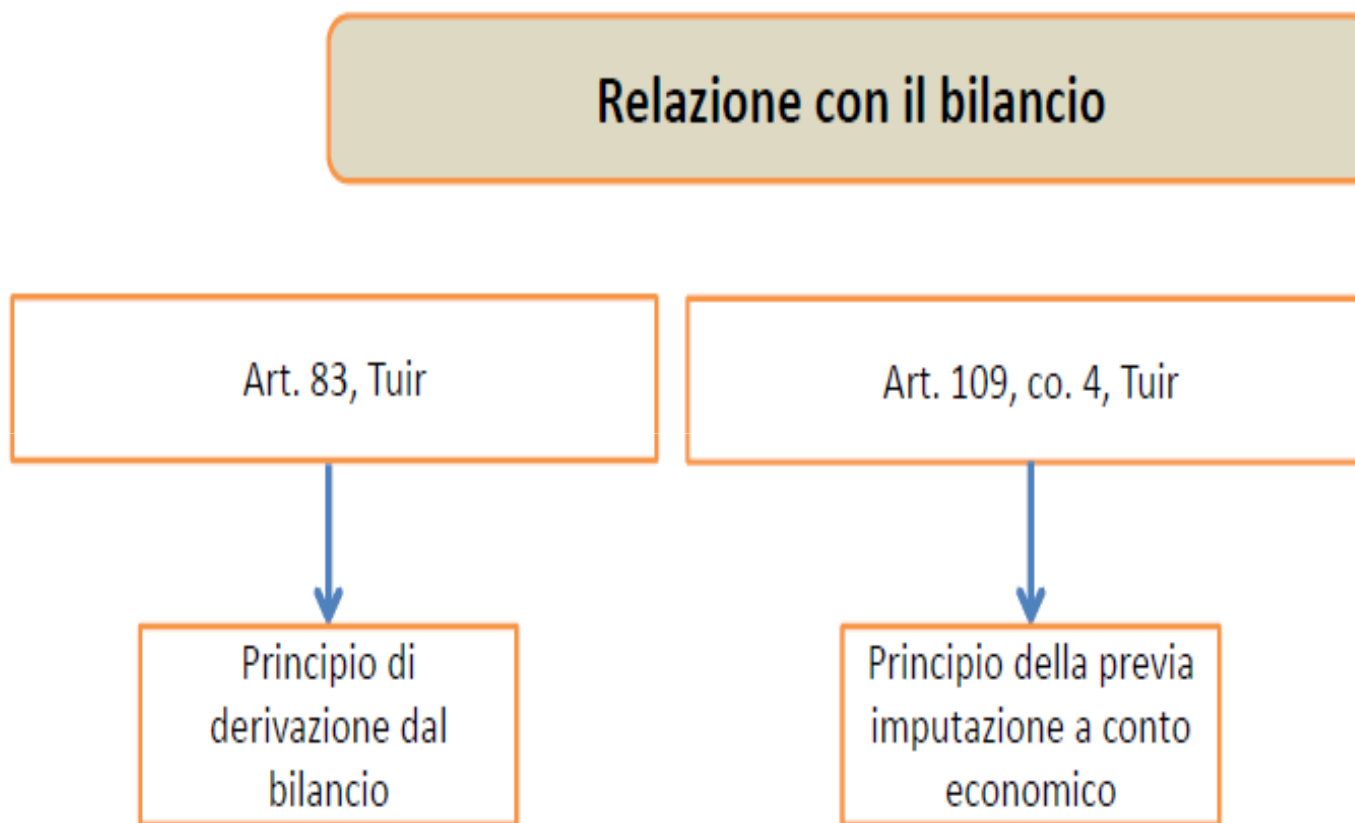 Relazione con il bilancio
Art. 83, Tuir
Art. 109, co. 4, Tuir
Principio di
derivazione dal
bilancio
Principio della previa
imputazione a conto
economico